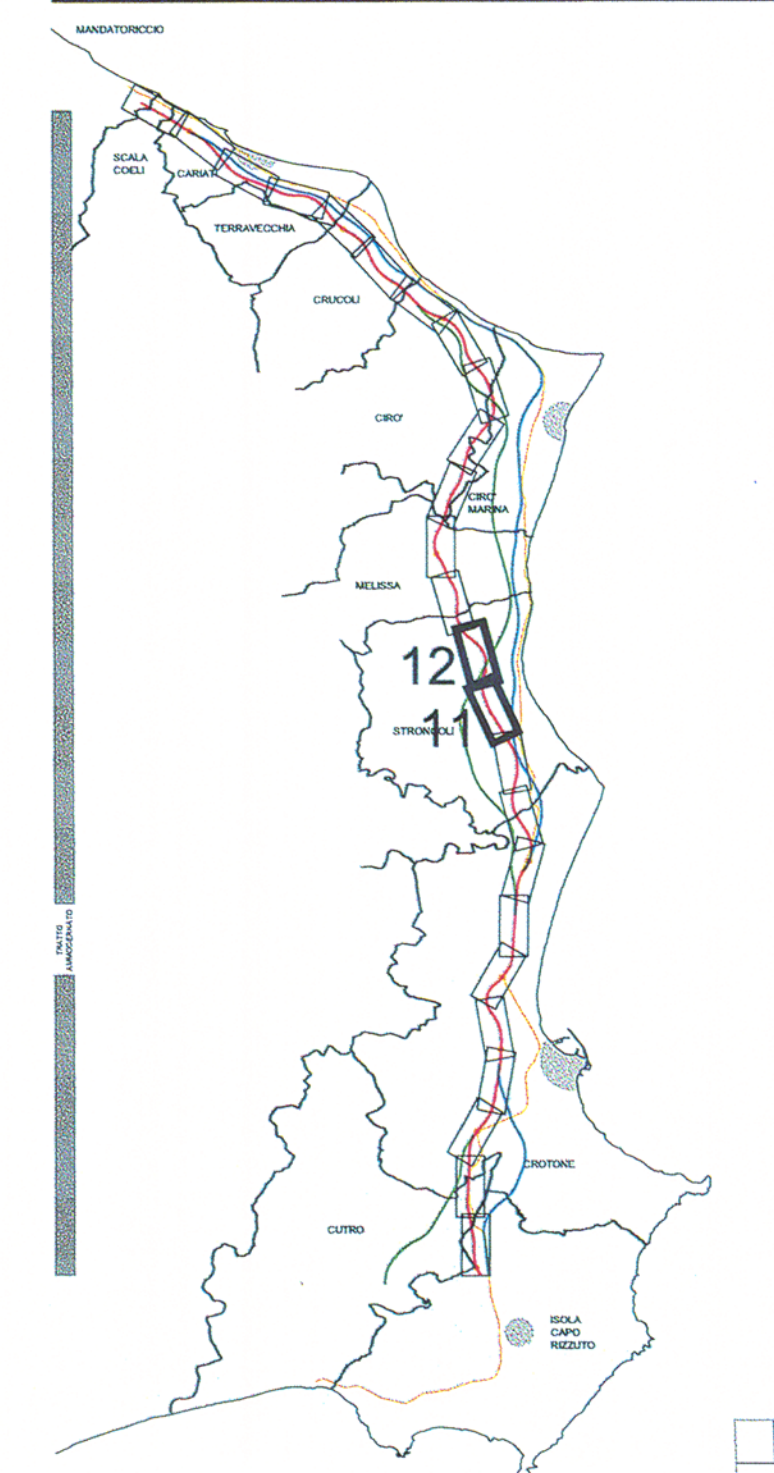 MANDATORICCIO
SCALA
COELI
CARIATI
TERRAVECCHIA
CRUCOLI
CIRO'
CIRO'
MARINA
MELISSA
12
11
STRONGOLI
TRATTO
CROTONE
CUTRO
ISOLA
CAPO
RIZZUTO